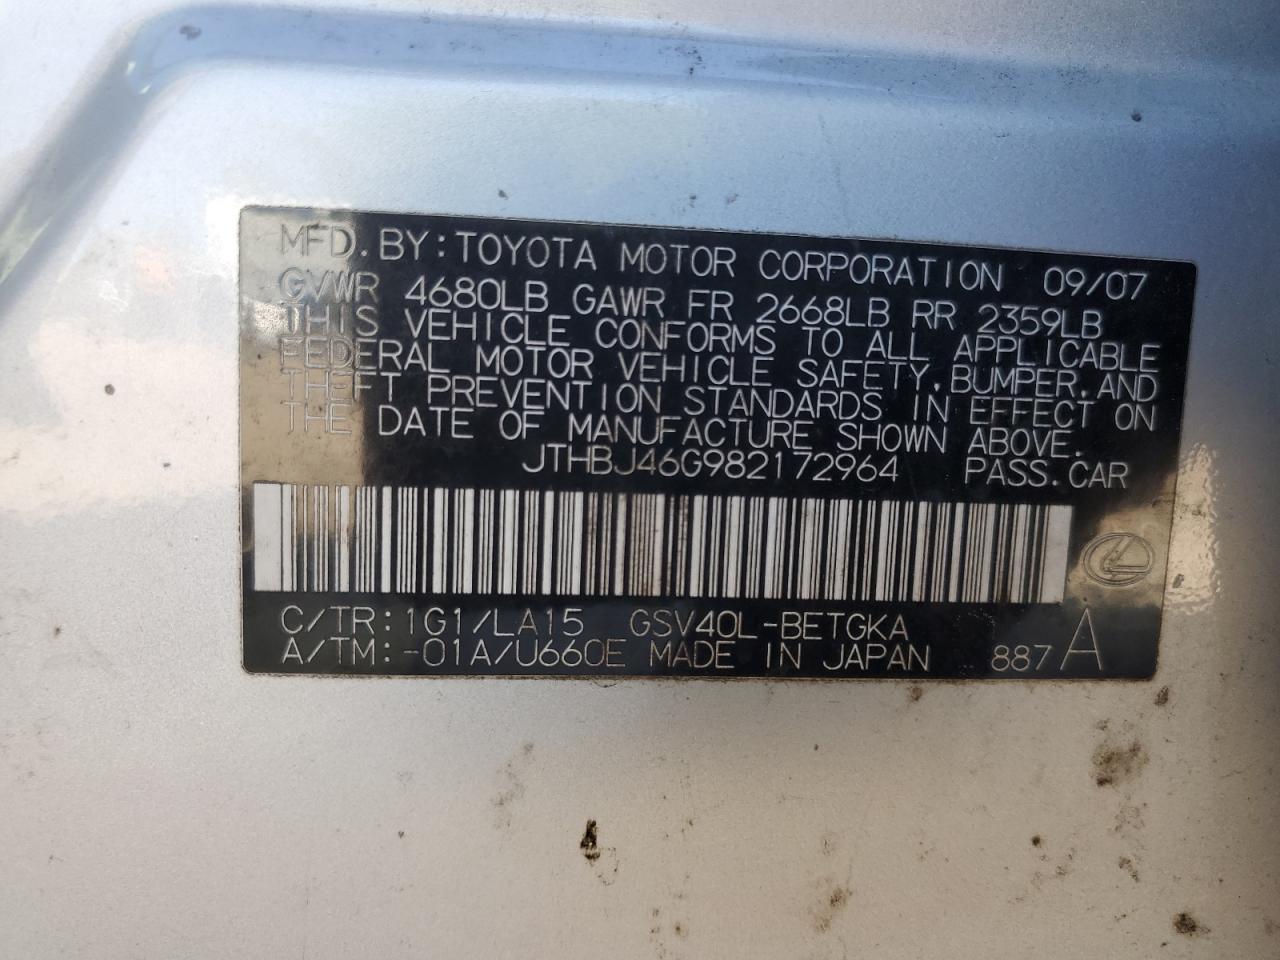 MFD. BY: TOYOTA MOTOR CORPORATION 09/07
GVWR 4680LB GAWR FR 2668LB RR 2359LB
THIS VEHICLE CONFORMS TO ALL APPLICABLE
FEDERAL MOTOR VEHICLE SAFETY, BUMPER, AND
THEFT PREVENTION STANDARDS IN EFFECT ON
THE DATE OF MANUFACTURE SHOWN ABOVE.
JTHBJ46G982172964 PASS. CAR
C/TR: 1G1/LA15 GSV40L-BETGKA
A/TM: -01A/U660E MADE IN JAPAN 887 A